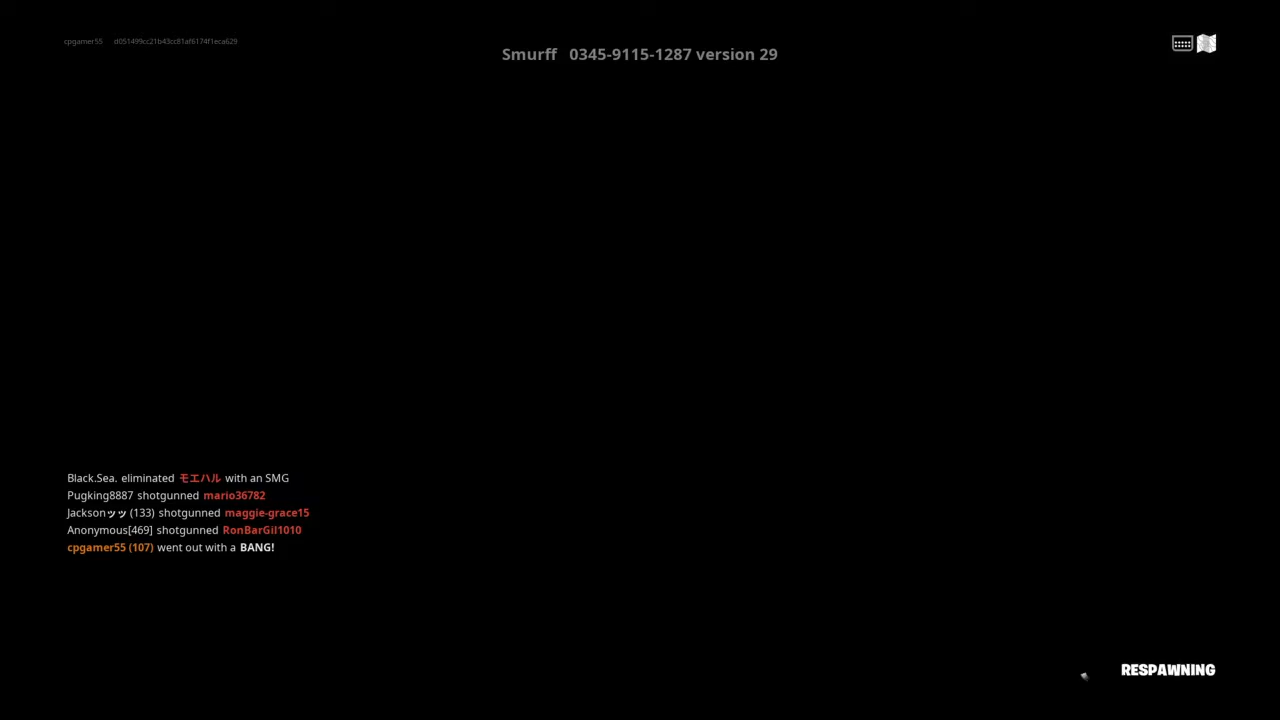 cpgamer55 d051499cc21b43cc81af6174f1eca629
Smurff 0345-9115-1287 version 29
Black.Sea. eliminated モエハル with an SMG
Pugking8887 shotgunned mario36782
Jacksonッッ (133) shotgunned maggie-grace15
Anonymous[469] shotgunned RonBarGil1010
cpgamer55 (107) went out with a BANG!
RESPAWNING